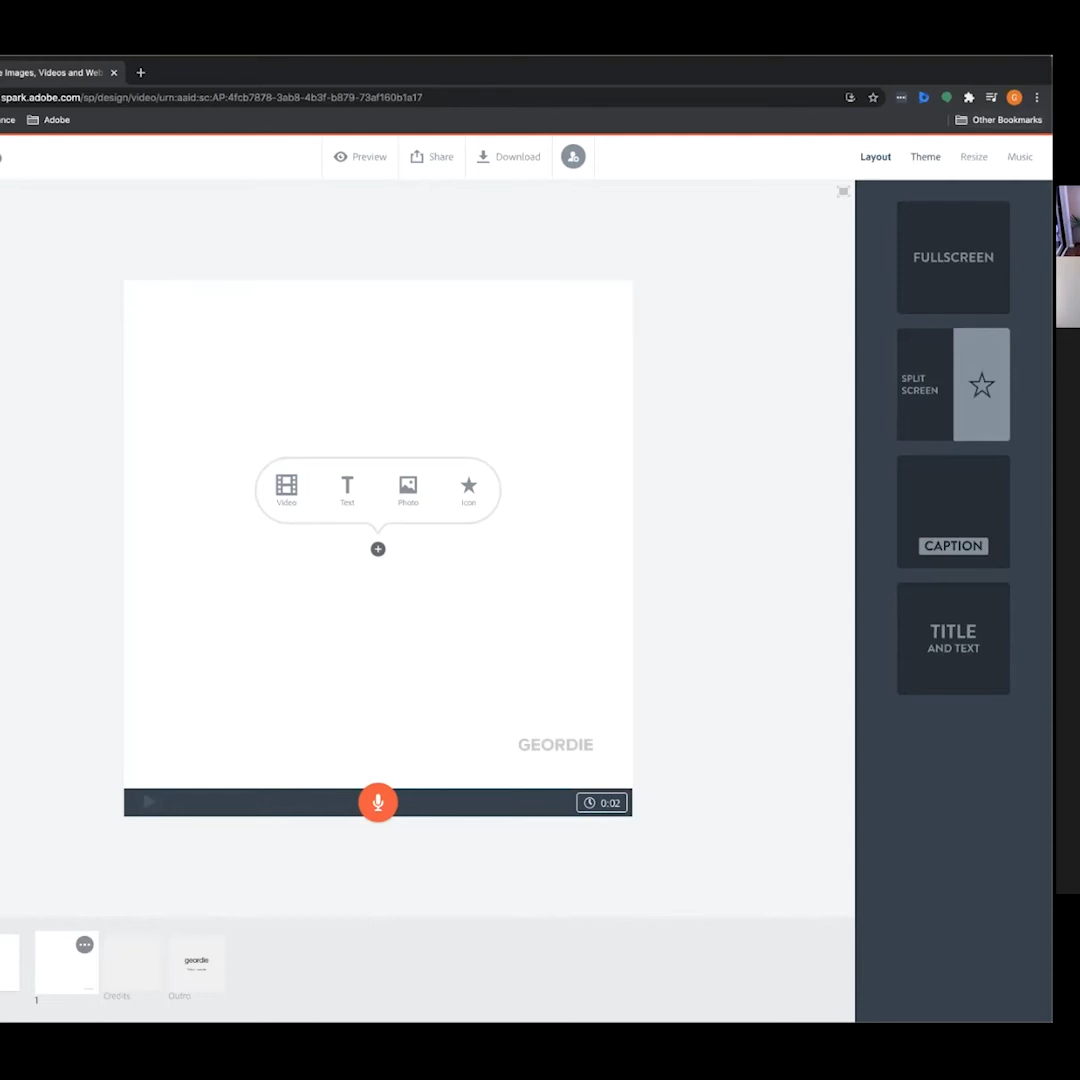 e Images, Videos and Web
spark.adobe.com/sp/design/video/urn:aaid:sc:AP:4fcb7878-3ab8-4b3f-b879-73af160b1a17
nce
Adobe
Other Bookmarks
G
Preview
Share
Download
Layout
Theme
Resize
Music
FULLSCREEN
SPLIT
SCREEN
CAPTION
TITLE
AND TEXT
Video
Text
Photo
Icon
GEORDIE
0:02
1
Credits
geordie
Outro